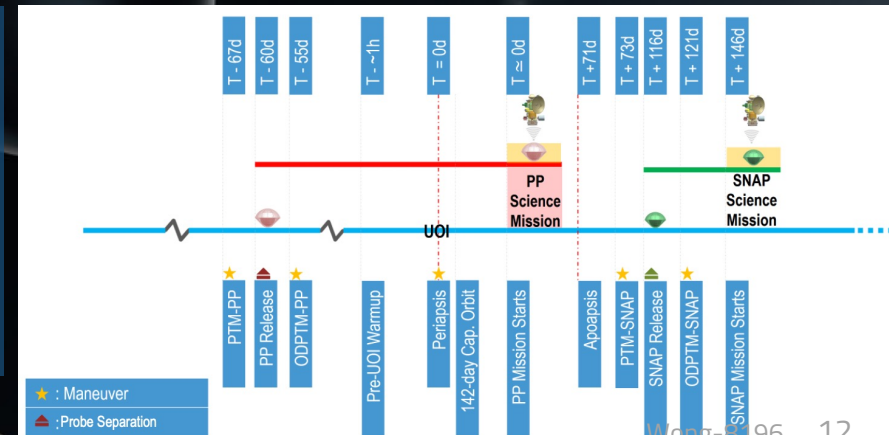 T - 67d
T - 60d
T - 55d
T - ~1h
T = 0d
T ≃ 0d
T +71d
T + 73d
T + 116d
T + 121d
T + 146d
PP
Science
Mission
SNAP
Science
Mission
UOI
PTM-PP
PP Release
ODPTM-PP
Pre-UOI Warmup
Periapsis
142-day Cap. Orbit
PP Mission Starts
Apoapsis
PTM-SNAP
SNAP Release
ODPTM-SNAP
SNAP Mission Starts
: Maneuver
: Probe Separation
12